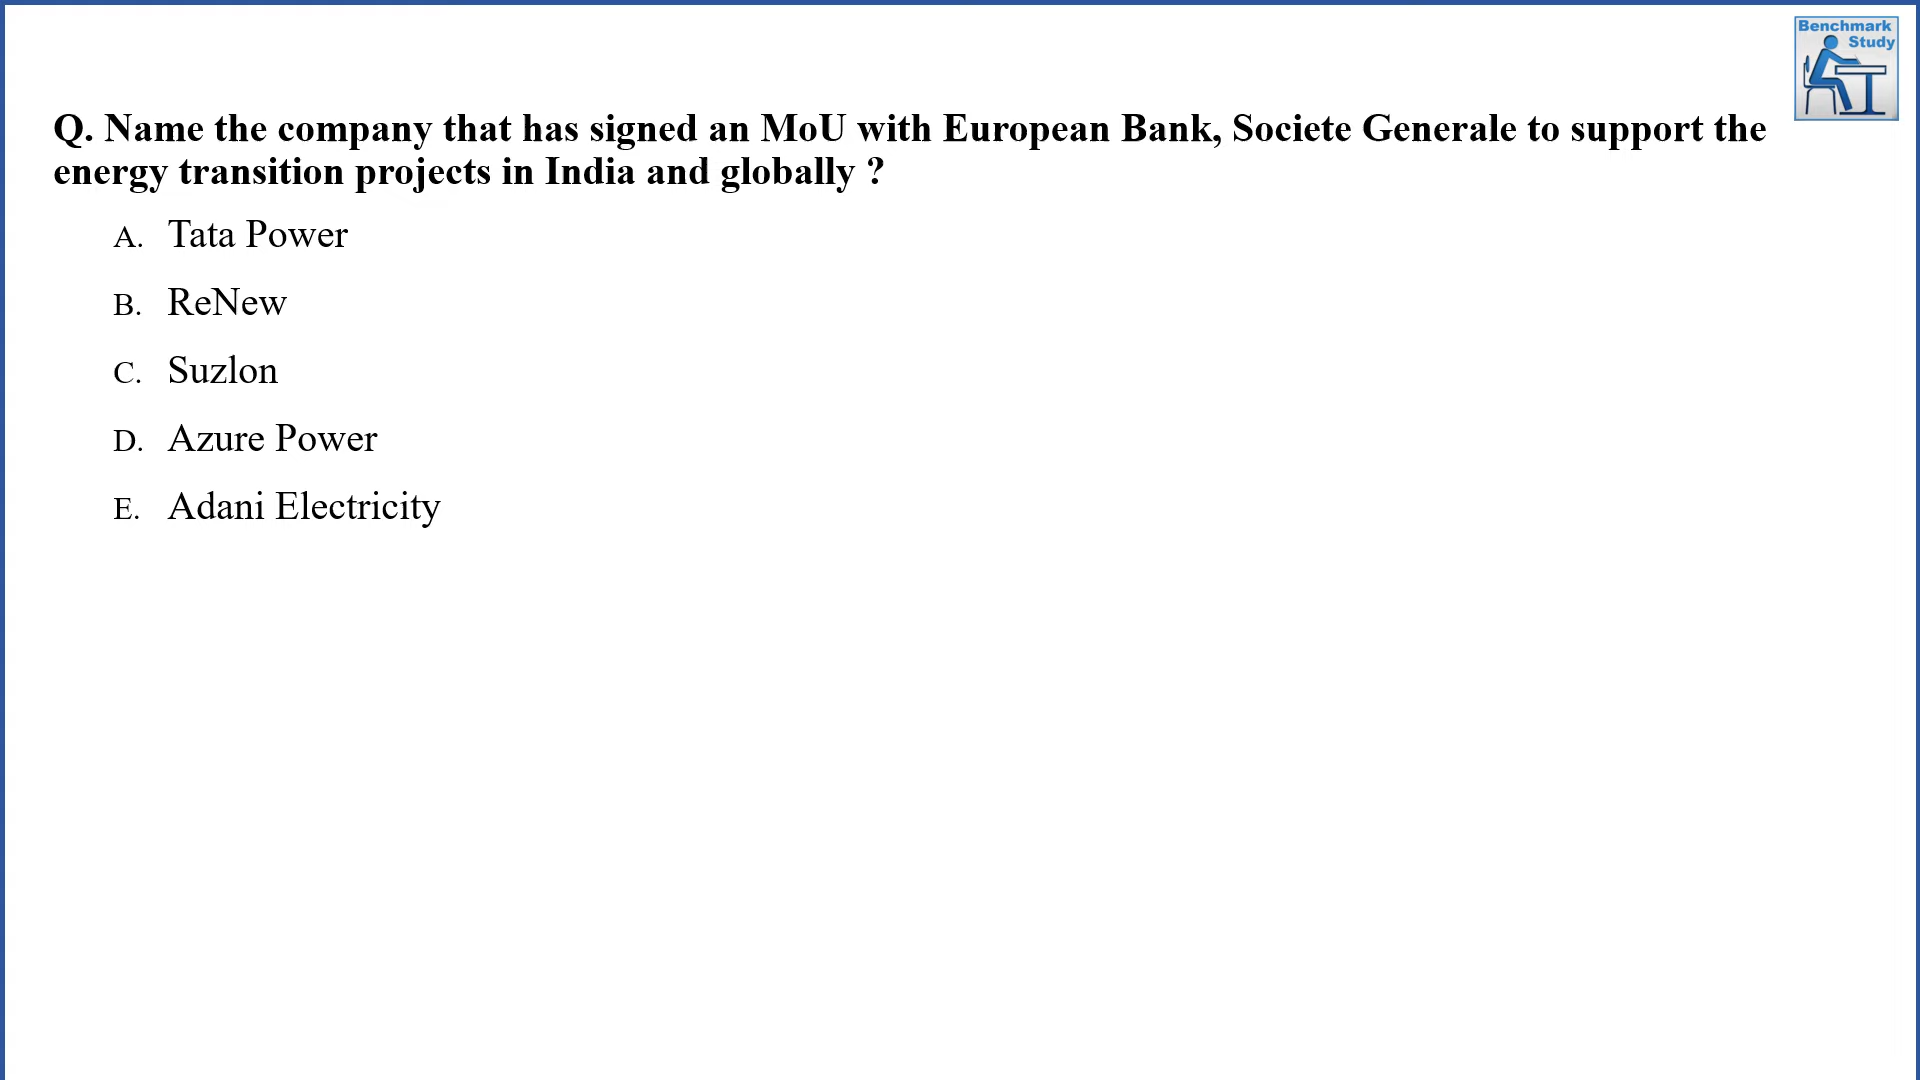 Benchmark
Study
Q. Name the company that has signed an MoU with European Bank, Societe Generale to support the
energy transition projects in India and globally ?
A. Tata Power
B. ReNew
C. Suzlon
D. Azure Power
E. Adani Electricity